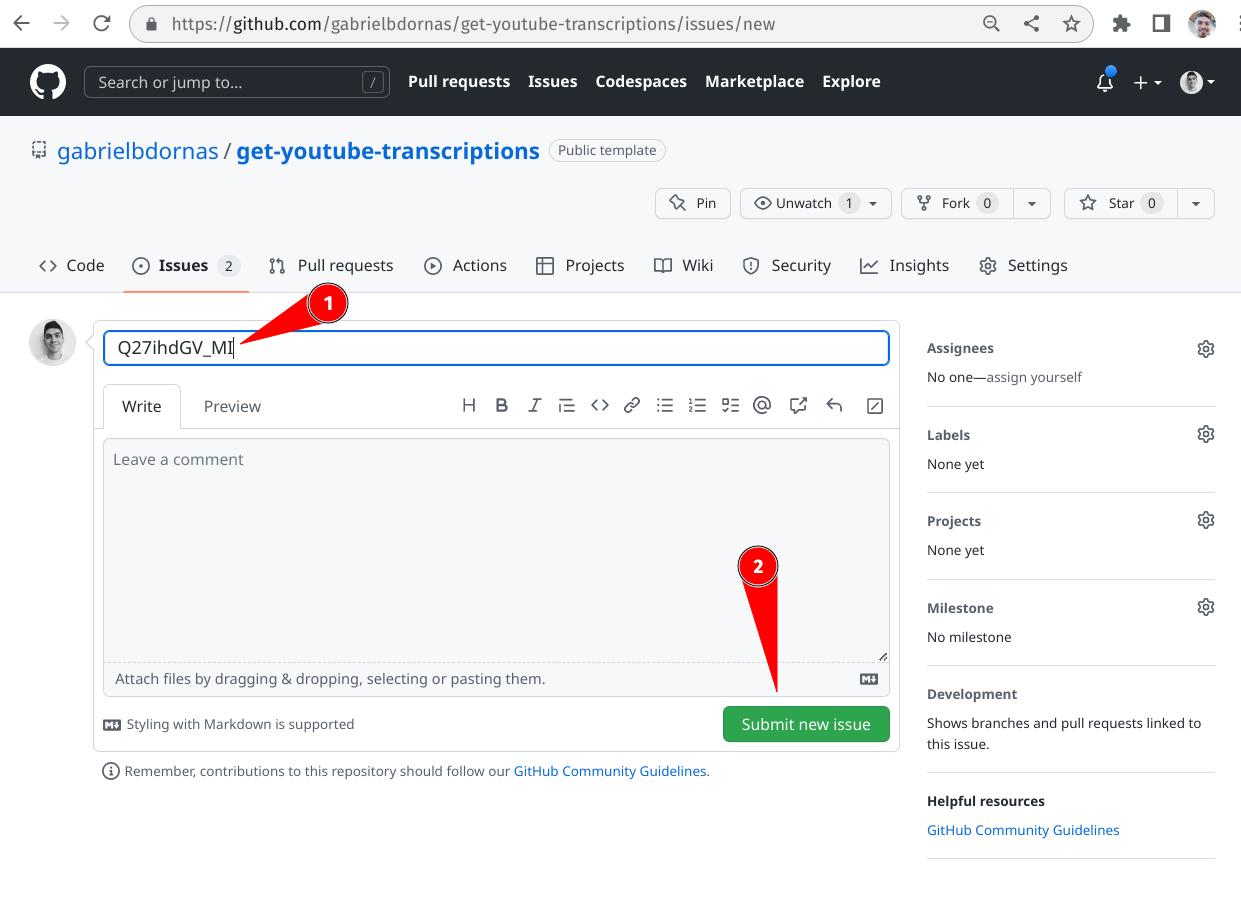 https://github.com/gabrielbdornas/get-youtube-transcriptions/issues/new
Search or jump to... / Pull requests Issues Codespaces Marketplace Explore
gabrielbdornas / get-youtube-transcriptions Public template
Pin Unwatch 1 Fork 0 Star 0
Code Issues 2 Pull requests Actions Projects Wiki Security Insights Settings
1
Q27ihdGV_MI
Write Preview
Leave a comment
2
Attach files by dragging & dropping, selecting or pasting them.
Styling with Markdown is supported
Submit new issue
Remember, contributions to this repository should follow our GitHub Community Guidelines.
Assignees
No one—assign yourself
Labels
None yet
Projects
None yet
Milestone
No milestone
Development
Shows branches and pull requests linked to
this issue.
Helpful resources
GitHub Community Guidelines